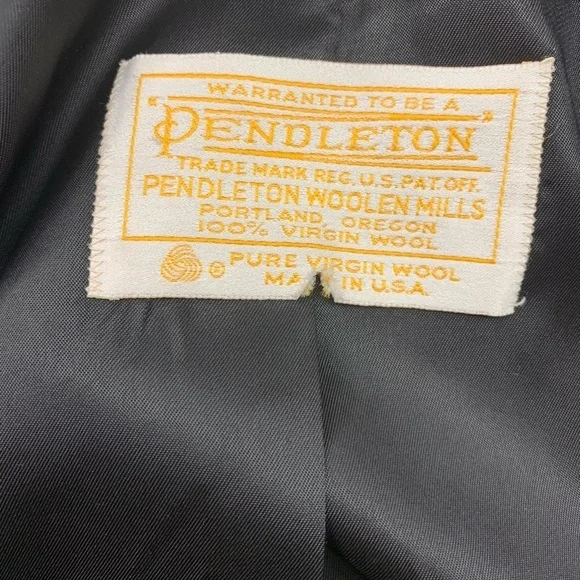 WARRANTED TO BE A
"PENDLETON"
TRADE MARK REG. U.S. PAT. OFF.
PENDLETON WOOLEN MILLS
PORTLAND, OREGON
100% VIRGIN WOOL
® PURE VIRGIN WOOL
IN U.S.A.